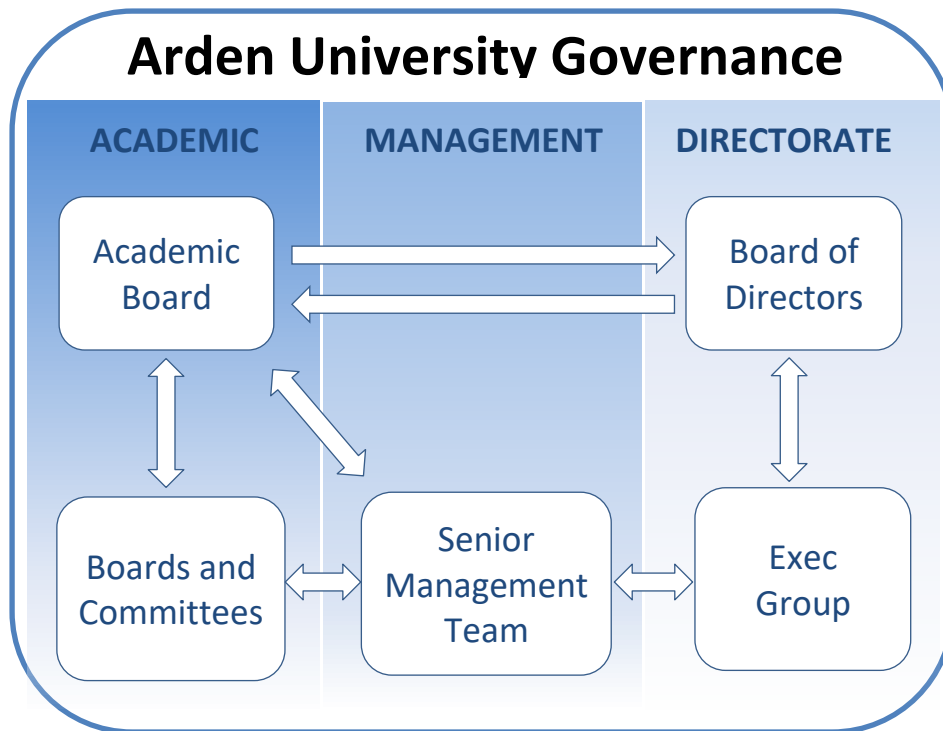 Arden University Governance
ACADEMIC
MANAGEMENT
DIRECTORATE
Academic
Board
Board of
Directors
Boards and
Committees
Senior
Management
Team
Exec
Group